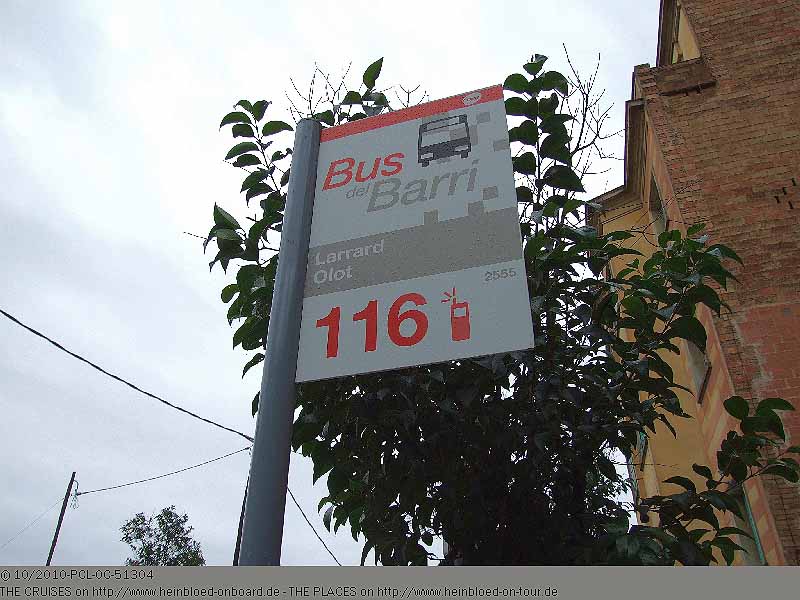 Bus
del Barri
Larrard
Olot
2555
116
© 10/2010-PCL-OC-51304
THE CRUISES on http://www.heinbloed-onboard.de - THE PLACES on http://www.heinbloed-on-tour.de